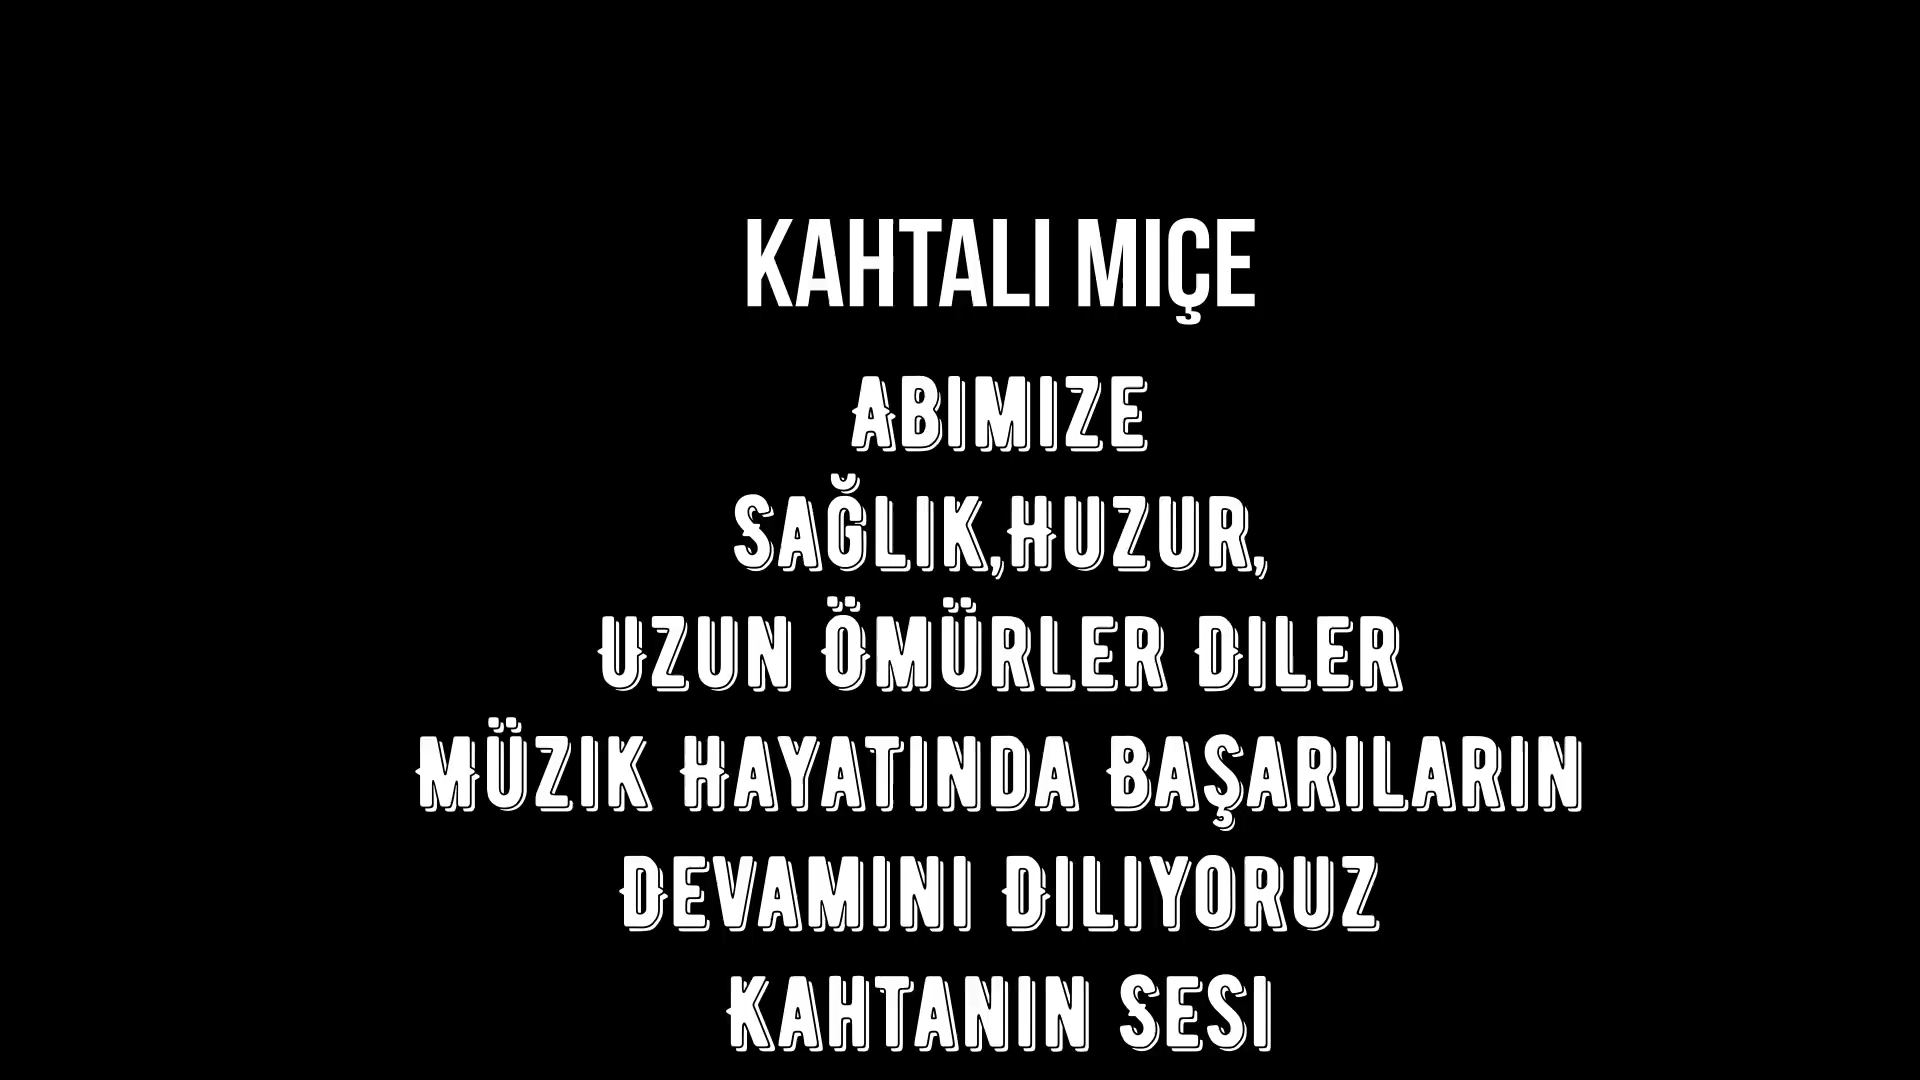 KAHTALI MIÇE
ABIMIZE
SAĞLIK,HUZUR,
UZUN ÖMÜRLER DILER
MÜZIK HAYATINDA BAŞARILARIN
DEVAMINI DILIYORUZ
KAHTANIN SESI